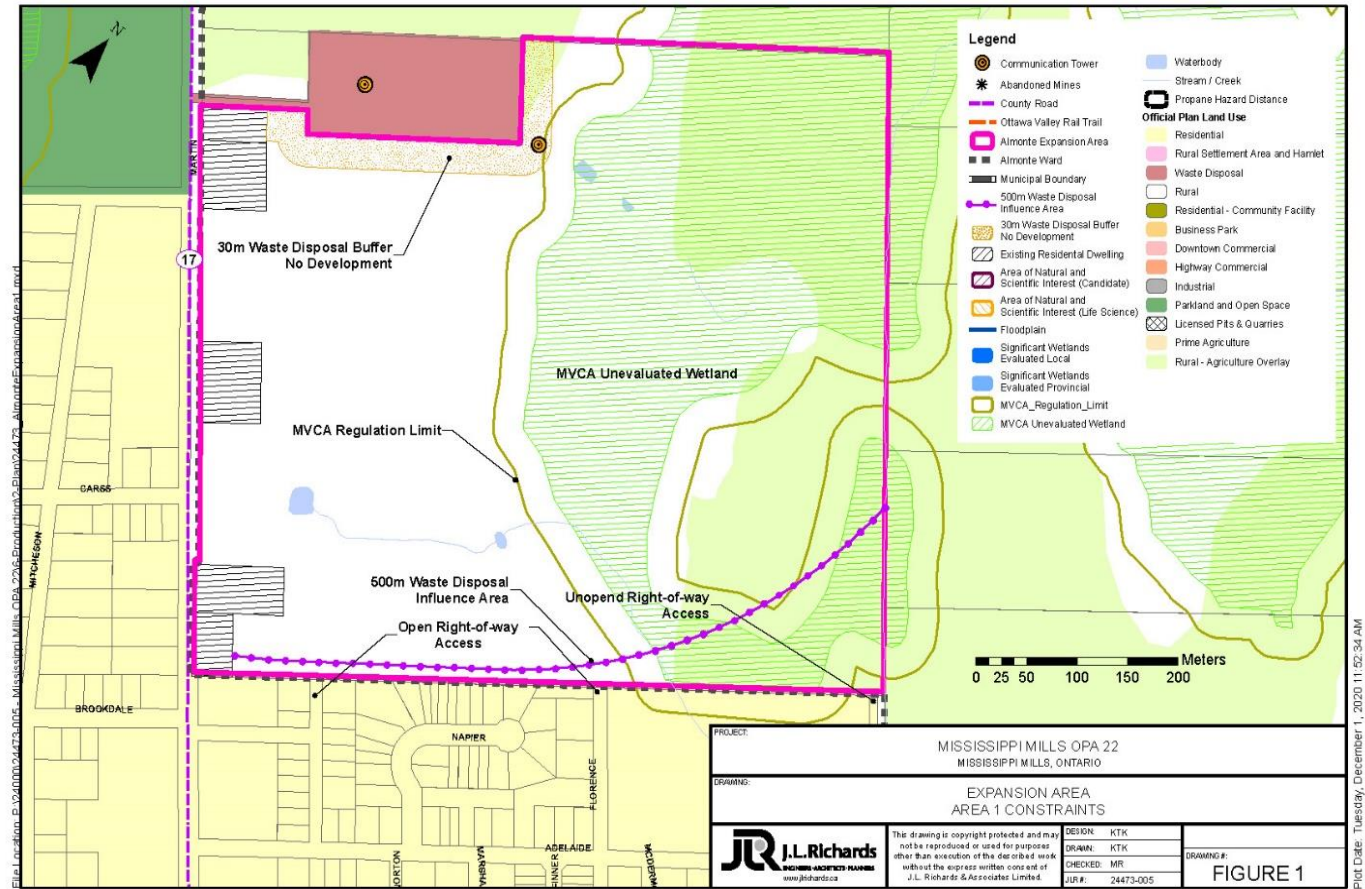 N
MARTIN
17
30m Waste Disposal Buffer
No Development
MVCA Unevaluated Wetland
MVCA Regulation Limit
500m Waste Disposal
Influence Area
Unopend Right-of-way
Access
Open Right-of-way
Access
CARSS
MITCHESON
BROOKDALE
NAPIER
FLORENCE
ADELAIDE
NORTON
Legend
Communication Tower
Abandoned Mines
County Road
Ottawa Valley Rail Trail
Almonte Expansion Area
Almonte Ward
Municipal Boundary
500m Waste Disposal
Influence Area
30m Waste Disposal Buffer
No Development
Existing Residental Dwelling
Area of Natural and
Scientific Interest (Candidate)
Area of Natural and
Scientific Interest (Life Science)
Floodplain
Significant Wetlands
Evaluated Local
Significant Wetlands
Evaluated Provincial
MVCA_Regulation_Limit
MVCA Unevaluated Wetland
Waterbody
Stream / Creek
Propane Hazard Distance
Official Plan Land Use
Residential
Rural Settlement Area and Hamlet
Waste Disposal
Rural
Residential - Community Facility
Business Park
Downtown Commercial
Highway Commercial
Industrial
Parkland and Open Space
Licensed Pits & Quarries
Prime Agriculture
Rural - Agriculture Overlay
Meters
0 25 50 100 150 200
PROJECT:
MISSISSIPPI MILLS OPA 22
MISSISSIPPI MILLS, ONTARIO
DRAWING:
EXPANSION AREA
AREA 1 CONSTRAINTS
JLR J.L.Richards
ENGINEERS·ARCHITECTS·PLANNERS
www.jlrichards.ca
This drawing is copyright protected and may
not be reproduced or used for purposes
other than execution of the described work
without the express written consent of
J.L. Richards & Associates Limited.
DESIGN: KTK
DRAWN: KTK
CHECKED: MR
JLR #: 24473-005
DRAWING #:
FIGURE 1
Plot Date: Tuesday, December 1, 2020 11:52:34 AM